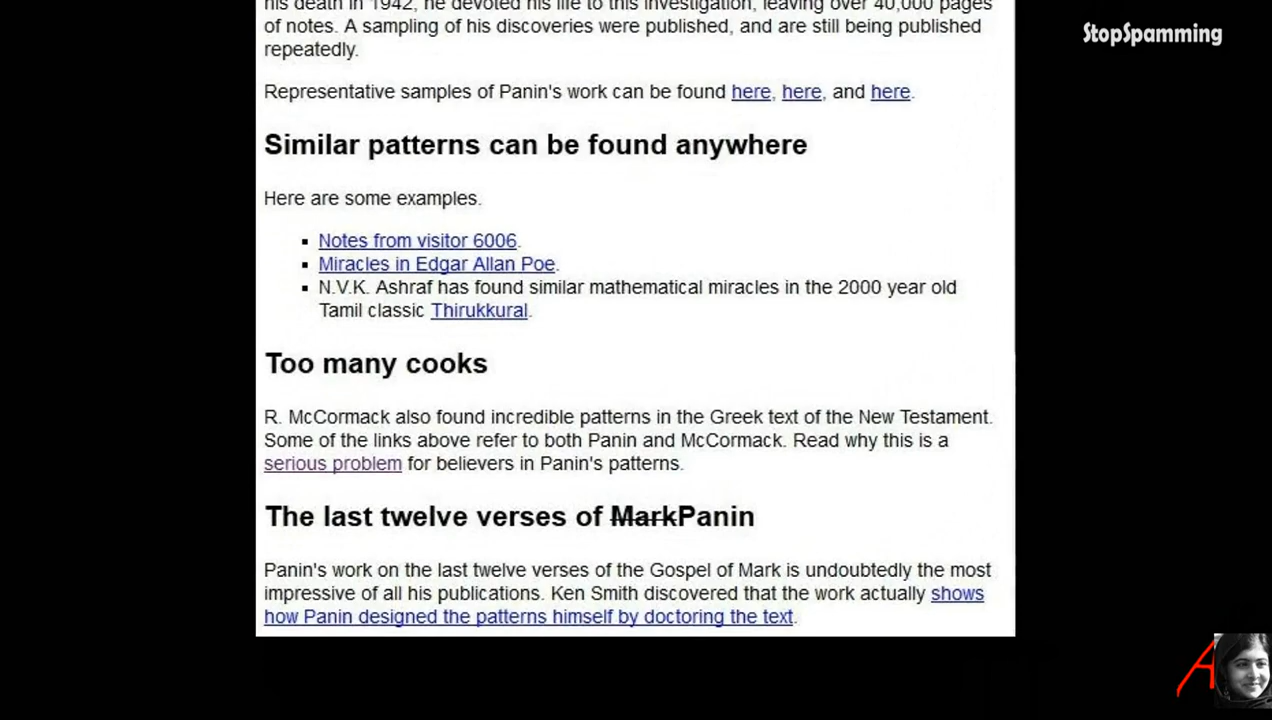 his death in 1942, he devoted his life to this investigation, leaving over 40,000 pages
of notes. A sampling of his discoveries were published, and are still being published
repeatedly.
StopSpamming
Representative samples of Panin's work can be found here, here, and here.
Similar patterns can be found anywhere
Here are some examples.
Notes from visitor 6006.
Miracles in Edgar Allan Poe.
N.V.K. Ashraf has found similar mathematical miracles in the 2000 year old
Tamil classic Thirukkural.
Too many cooks
R. McCormack also found incredible patterns in the Greek text of the New Testament.
Some of the links above refer to both Panin and McCormack. Read why this is a
serious problem for believers in Panin's patterns.
The last twelve verses of MarkPanin
Panin's work on the last twelve verses of the Gospel of Mark is undoubtedly the most
impressive of all his publications. Ken Smith discovered that the work actually shows
how Panin designed the patterns himself by doctoring the text.
A